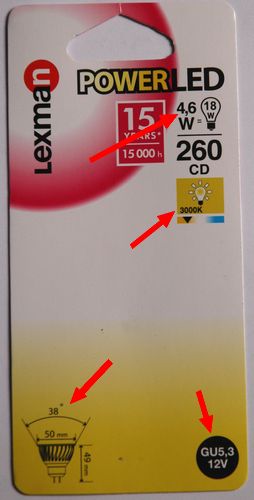 Lexman
POWERLED
15
YEARS*
15 000 h
4,6
W
=
18
W
260
CD
3000K
38°
50 mm
49 mm
GU5,3
12V